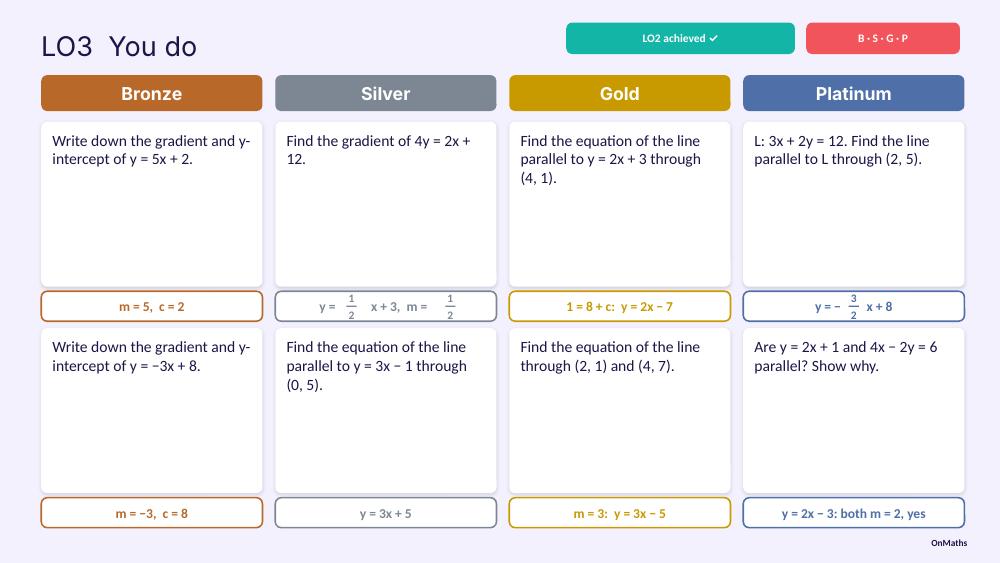 LO3 You do
LO2 achieved ✓
B · S · G · P
Bronze
Silver
Gold
Platinum
Write down the gradient and y-
intercept of y = 5x + 2.
Find the gradient of 4y = 2x +
12.
Find the equation of the line
parallel to y = 2x + 3 through
(4, 1).
L: 3x + 2y = 12. Find the line
parallel to L through (2, 5).
m = 5, c = 2
y = 1/2 x + 3, m = 1/2
1 = 8 + c: y = 2x − 7
y = − 3/2 x + 8
Write down the gradient and y-
intercept of y = −3x + 8.
Find the equation of the line
parallel to y = 3x − 1 through
(0, 5).
Find the equation of the line
through (2, 1) and (4, 7).
Are y = 2x + 1 and 4x − 2y = 6
parallel? Show why.
m = −3, c = 8
y = 3x + 5
m = 3: y = 3x − 5
y = 2x − 3: both m = 2, yes
OnMaths